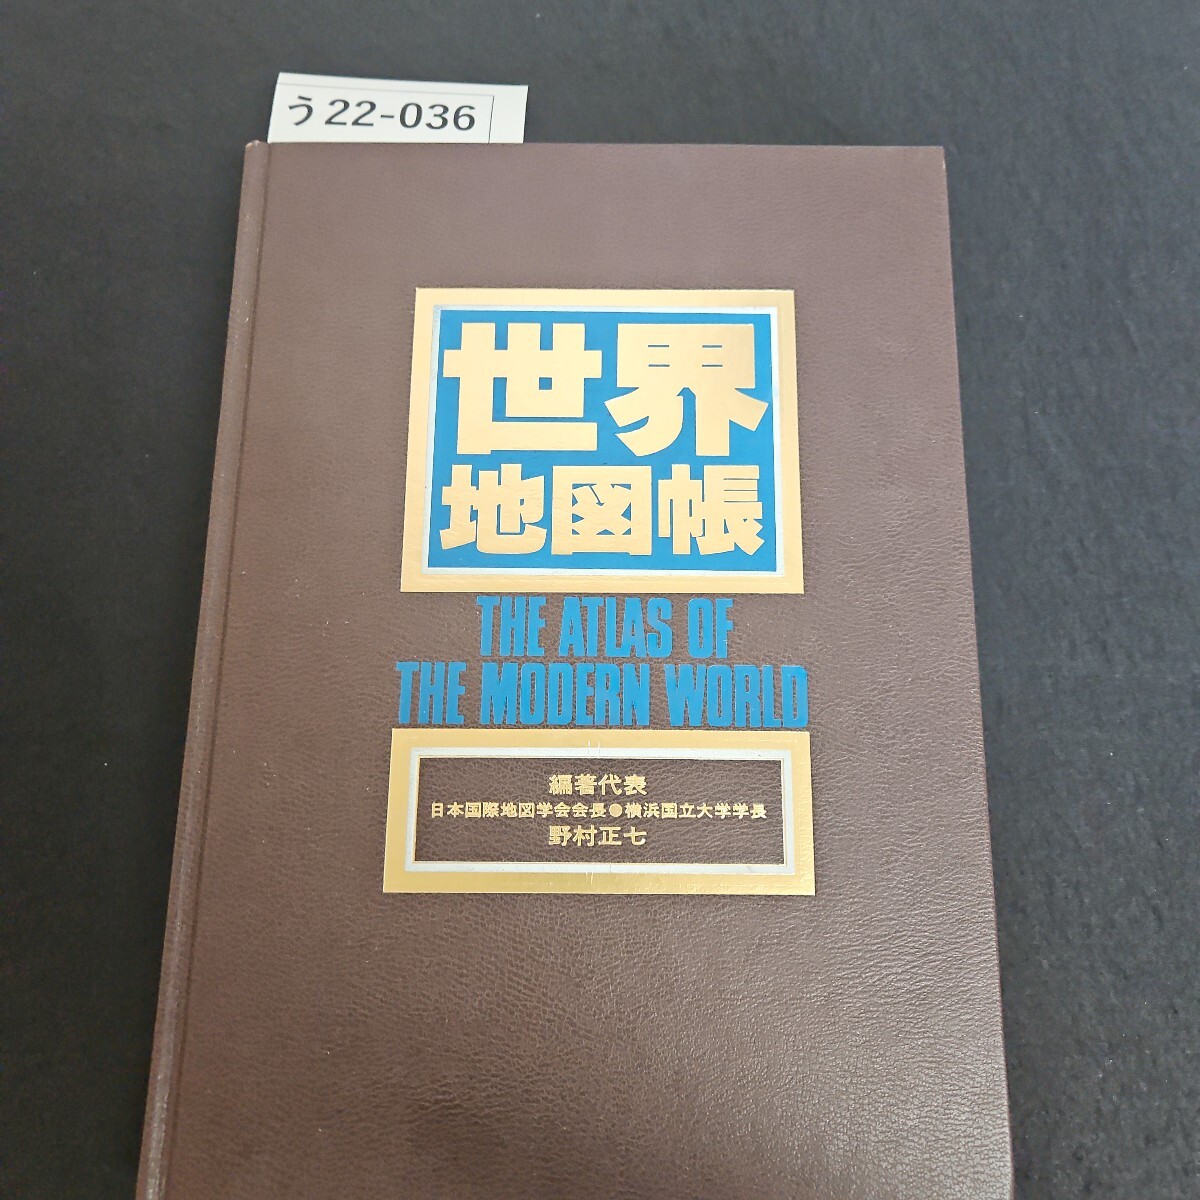 う22-036
世界
地図帳
THE ATLAS OF
THE MODERN WORLD
編著代表
日本国際地図学会会長●横浜国立大学学長
野村正七